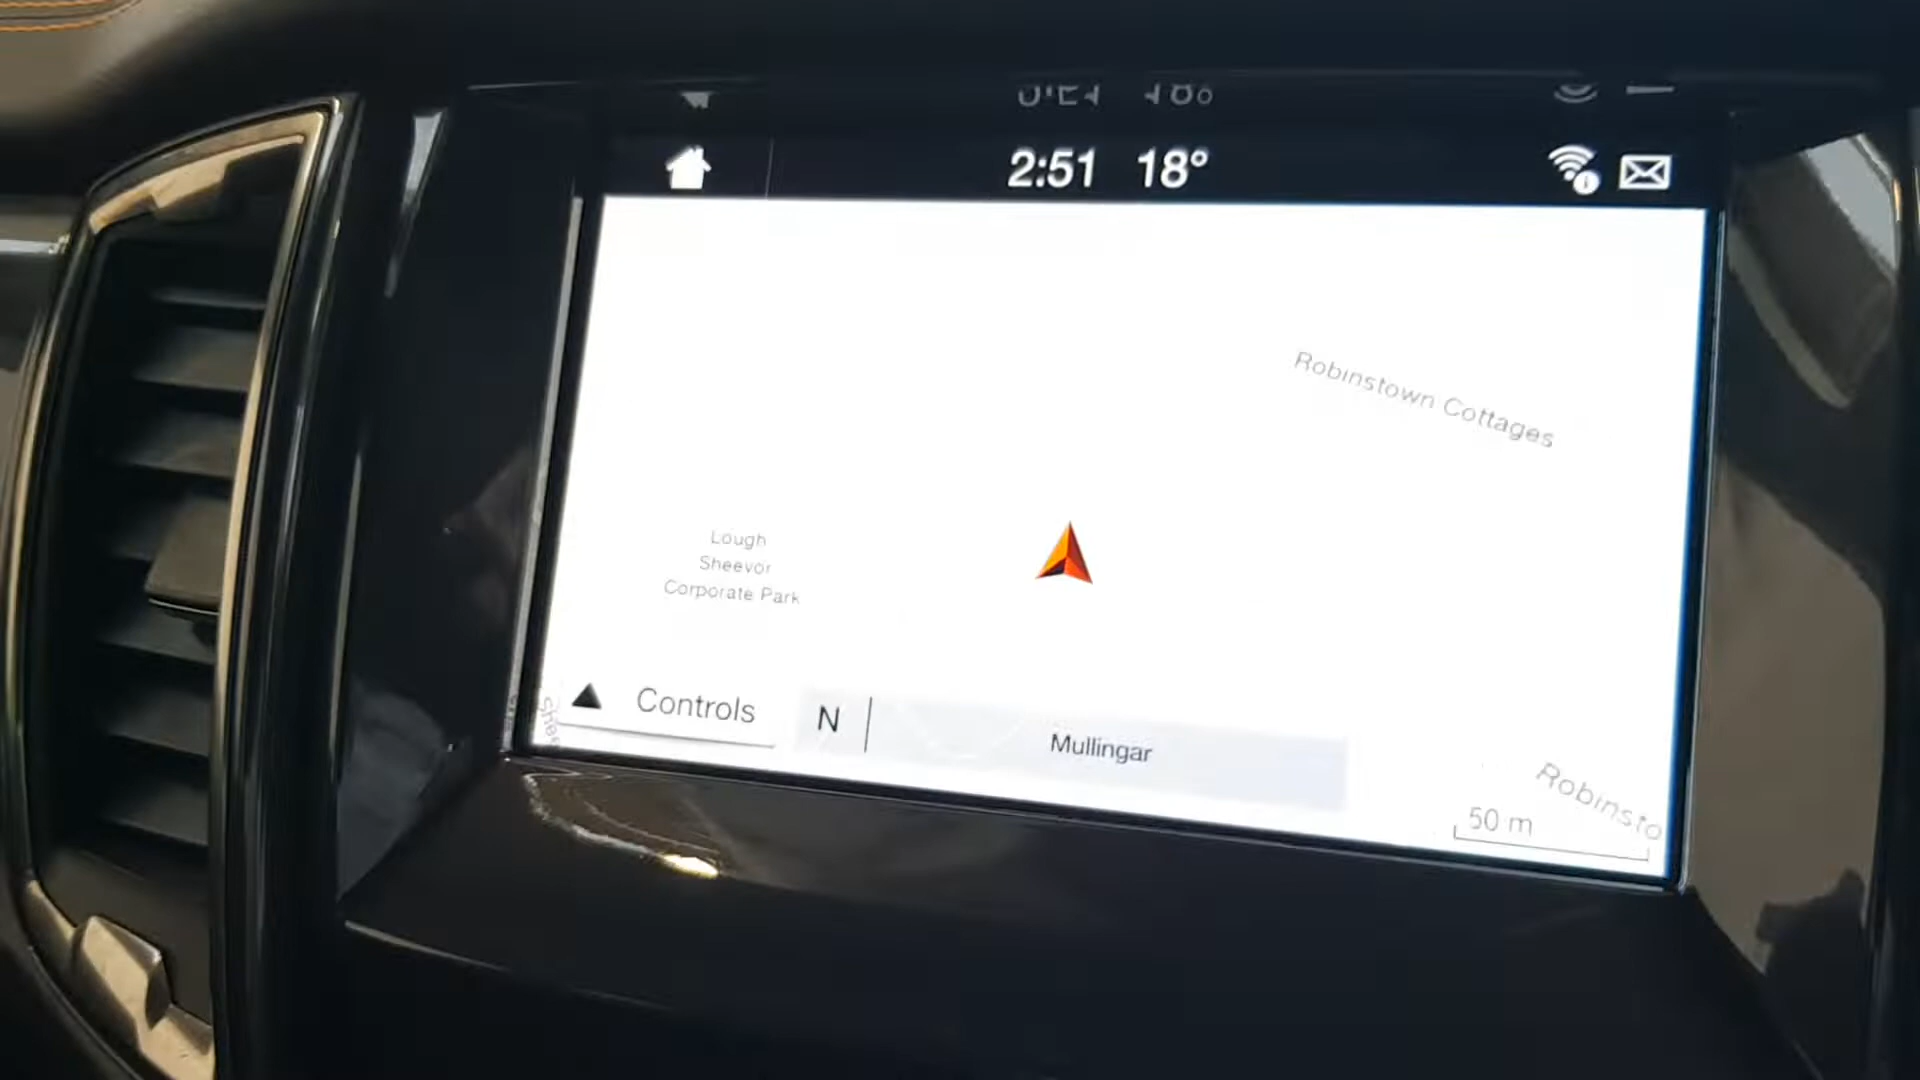 2:51 18°
Robinstown Cottages
Lough
Sheevor
Corporate Park
Controls
N
Mullingar
50 m
Robinsto